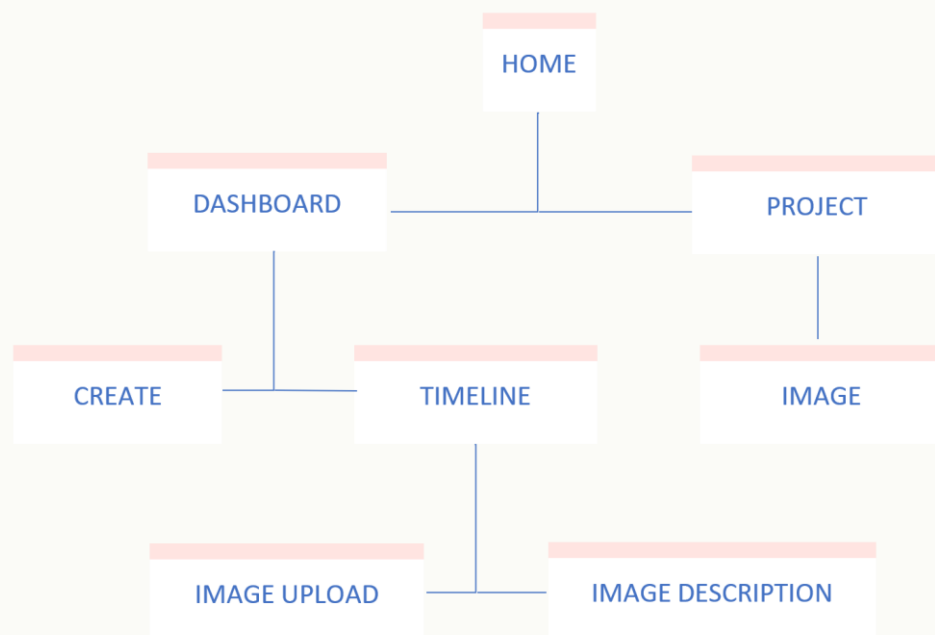 HOME
DASHBOARD
PROJECT
CREATE
TIMELINE
IMAGE
IMAGE UPLOAD
IMAGE DESCRIPTION